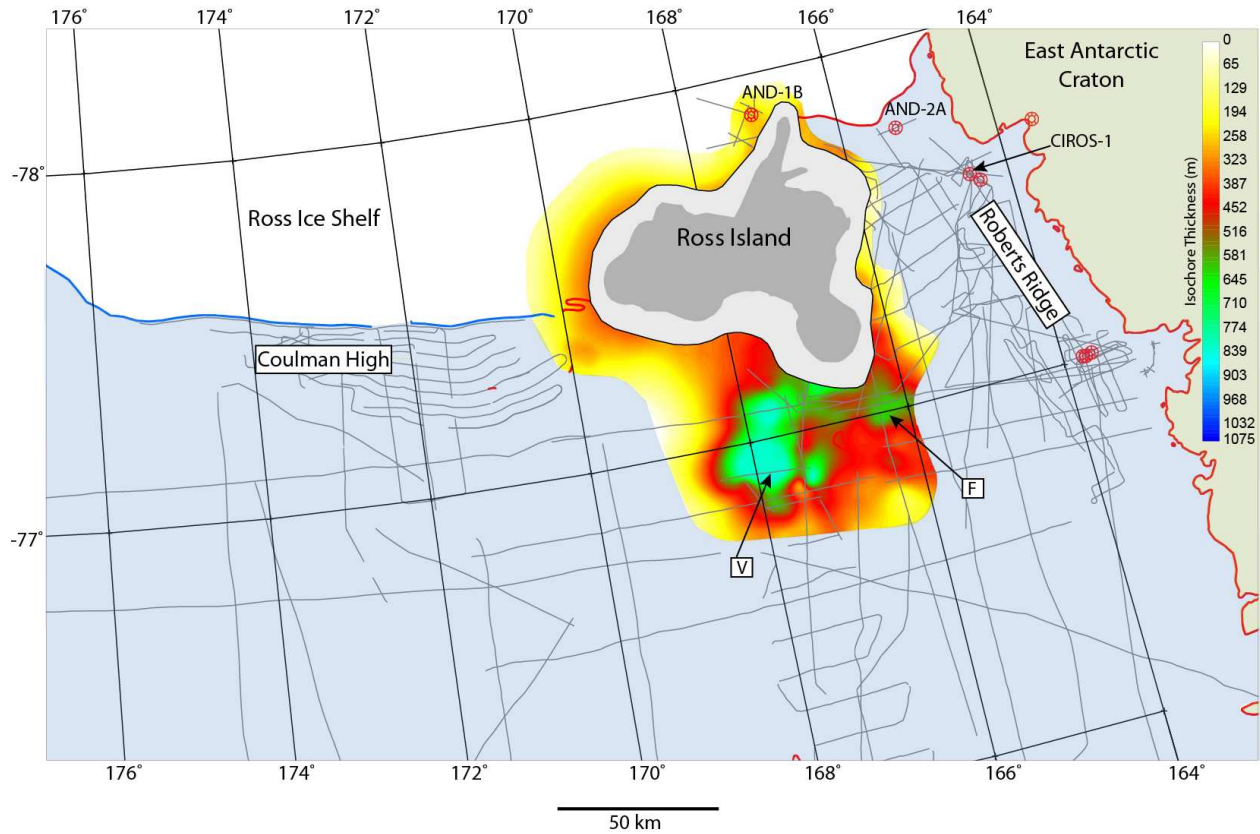 176˚
174˚
172˚
170˚
168˚
166˚
164˚
East Antarctic
Craton
AND-1B
AND-2A
CIROS-1
-78˚
Ross Ice Shelf
Ross Island
Roberts Ridge
Coulman High
F
V
-77˚
Isochore Thickness (m)
0
65
129
194
258
323
387
452
516
581
645
710
774
839
903
968
1032
1075
176˚
174˚
172˚
170˚
168˚
166˚
164˚
50 km